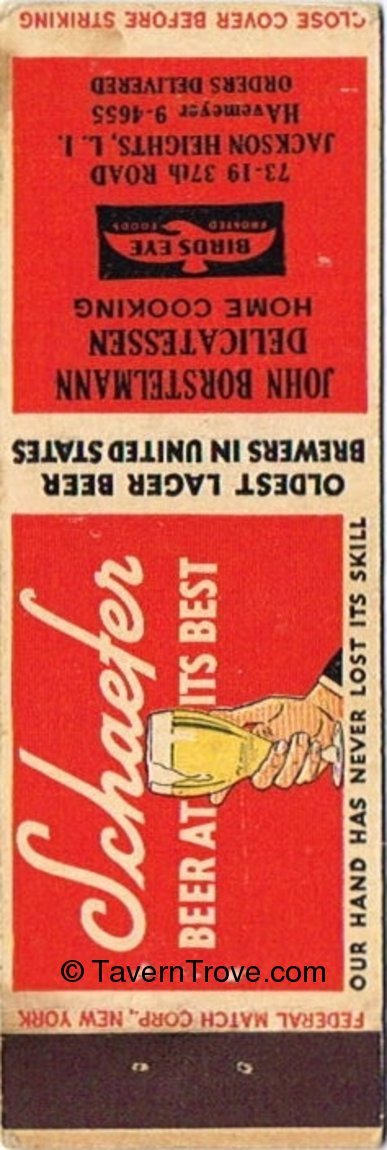 CLOSE COVER BEFORE STRIKING
JOHN BORSTELMANN
DELICATESSEN
HOME COOKING
BIRDS EYE
FROSTED FOODS
73-19 37th ROAD
JACKSON HEIGHTS, L. I.
HAvemeyer 9-4655
ORDERS DELIVERED
OLDEST LAGER BEER
BREWERS IN UNITED STATES
Schaefer
BEER AT ITS BEST
OUR HAND HAS NEVER LOST ITS SKILL
© TavernTrove.com
FEDERAL MATCH CORP., NEW YORK